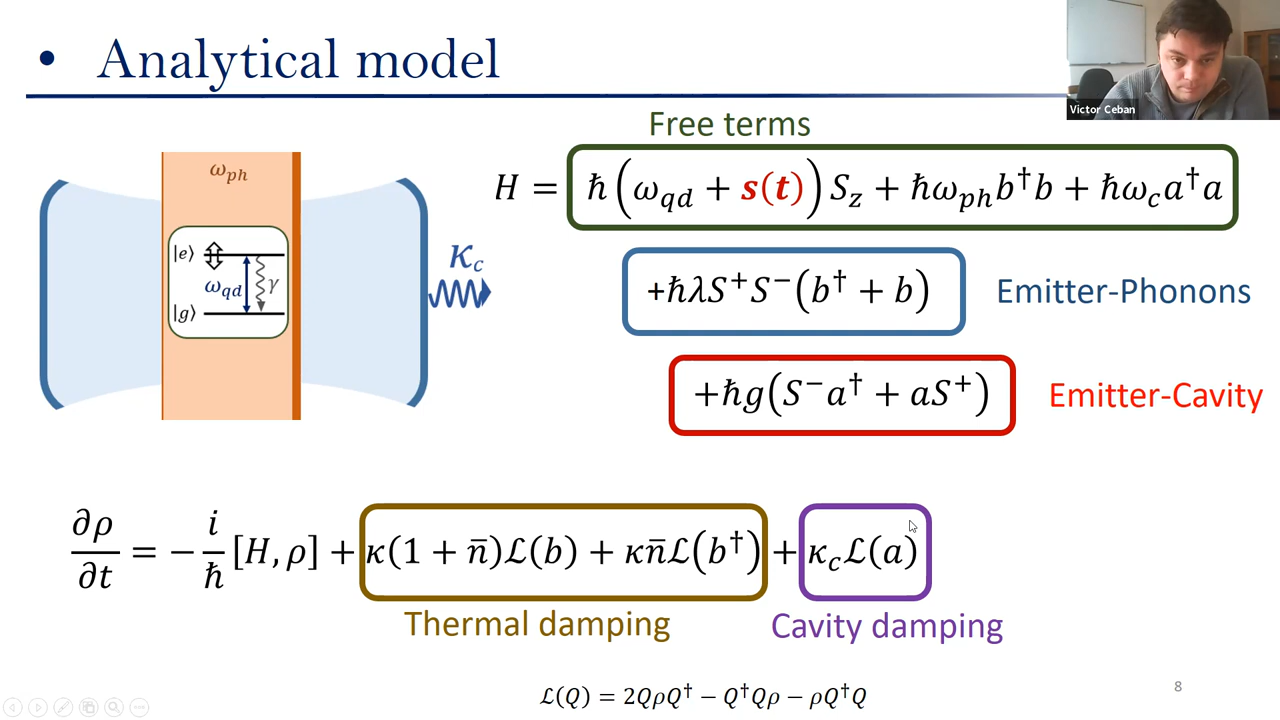 • Analytical model
Victor Ceban
Free terms
H = ħ(ω_qd + s(t))S_z + ħω_ph b†b + ħω_c a†a
+ħλS⁺S⁻(b† + b)
Emitter-Phonons
+ħg(S⁻a† + aS⁺)
Emitter-Cavity
ω_ph
|e⟩
ω_qd
γ
|g⟩
Κ_c
∂ρ/∂t = −i/ħ [H, ρ] + κ(1 + n̄)ℒ(b) + κn̄ℒ(b†) + κ_cℒ(a)
Thermal damping
Cavity damping
ℒ(Q) = 2QρQ† − Q†Qρ − ρQ†Q
8